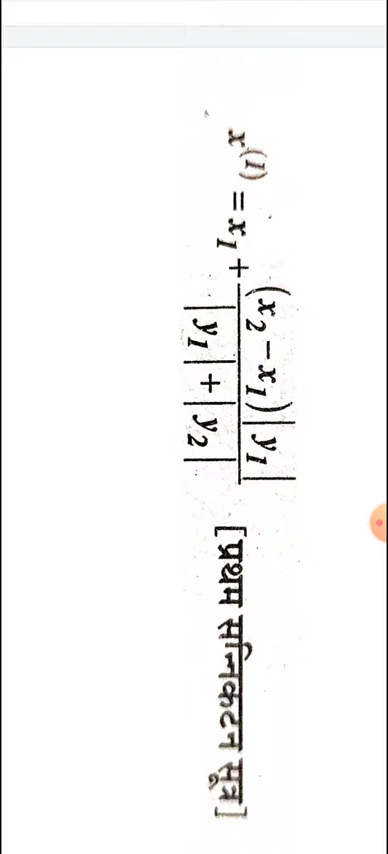 x^(1) = x_1 + (x_2 − x_1) | y_1 | / | y_1 | + | y_2 | [प्रथम सन्निकटन सूत्र]